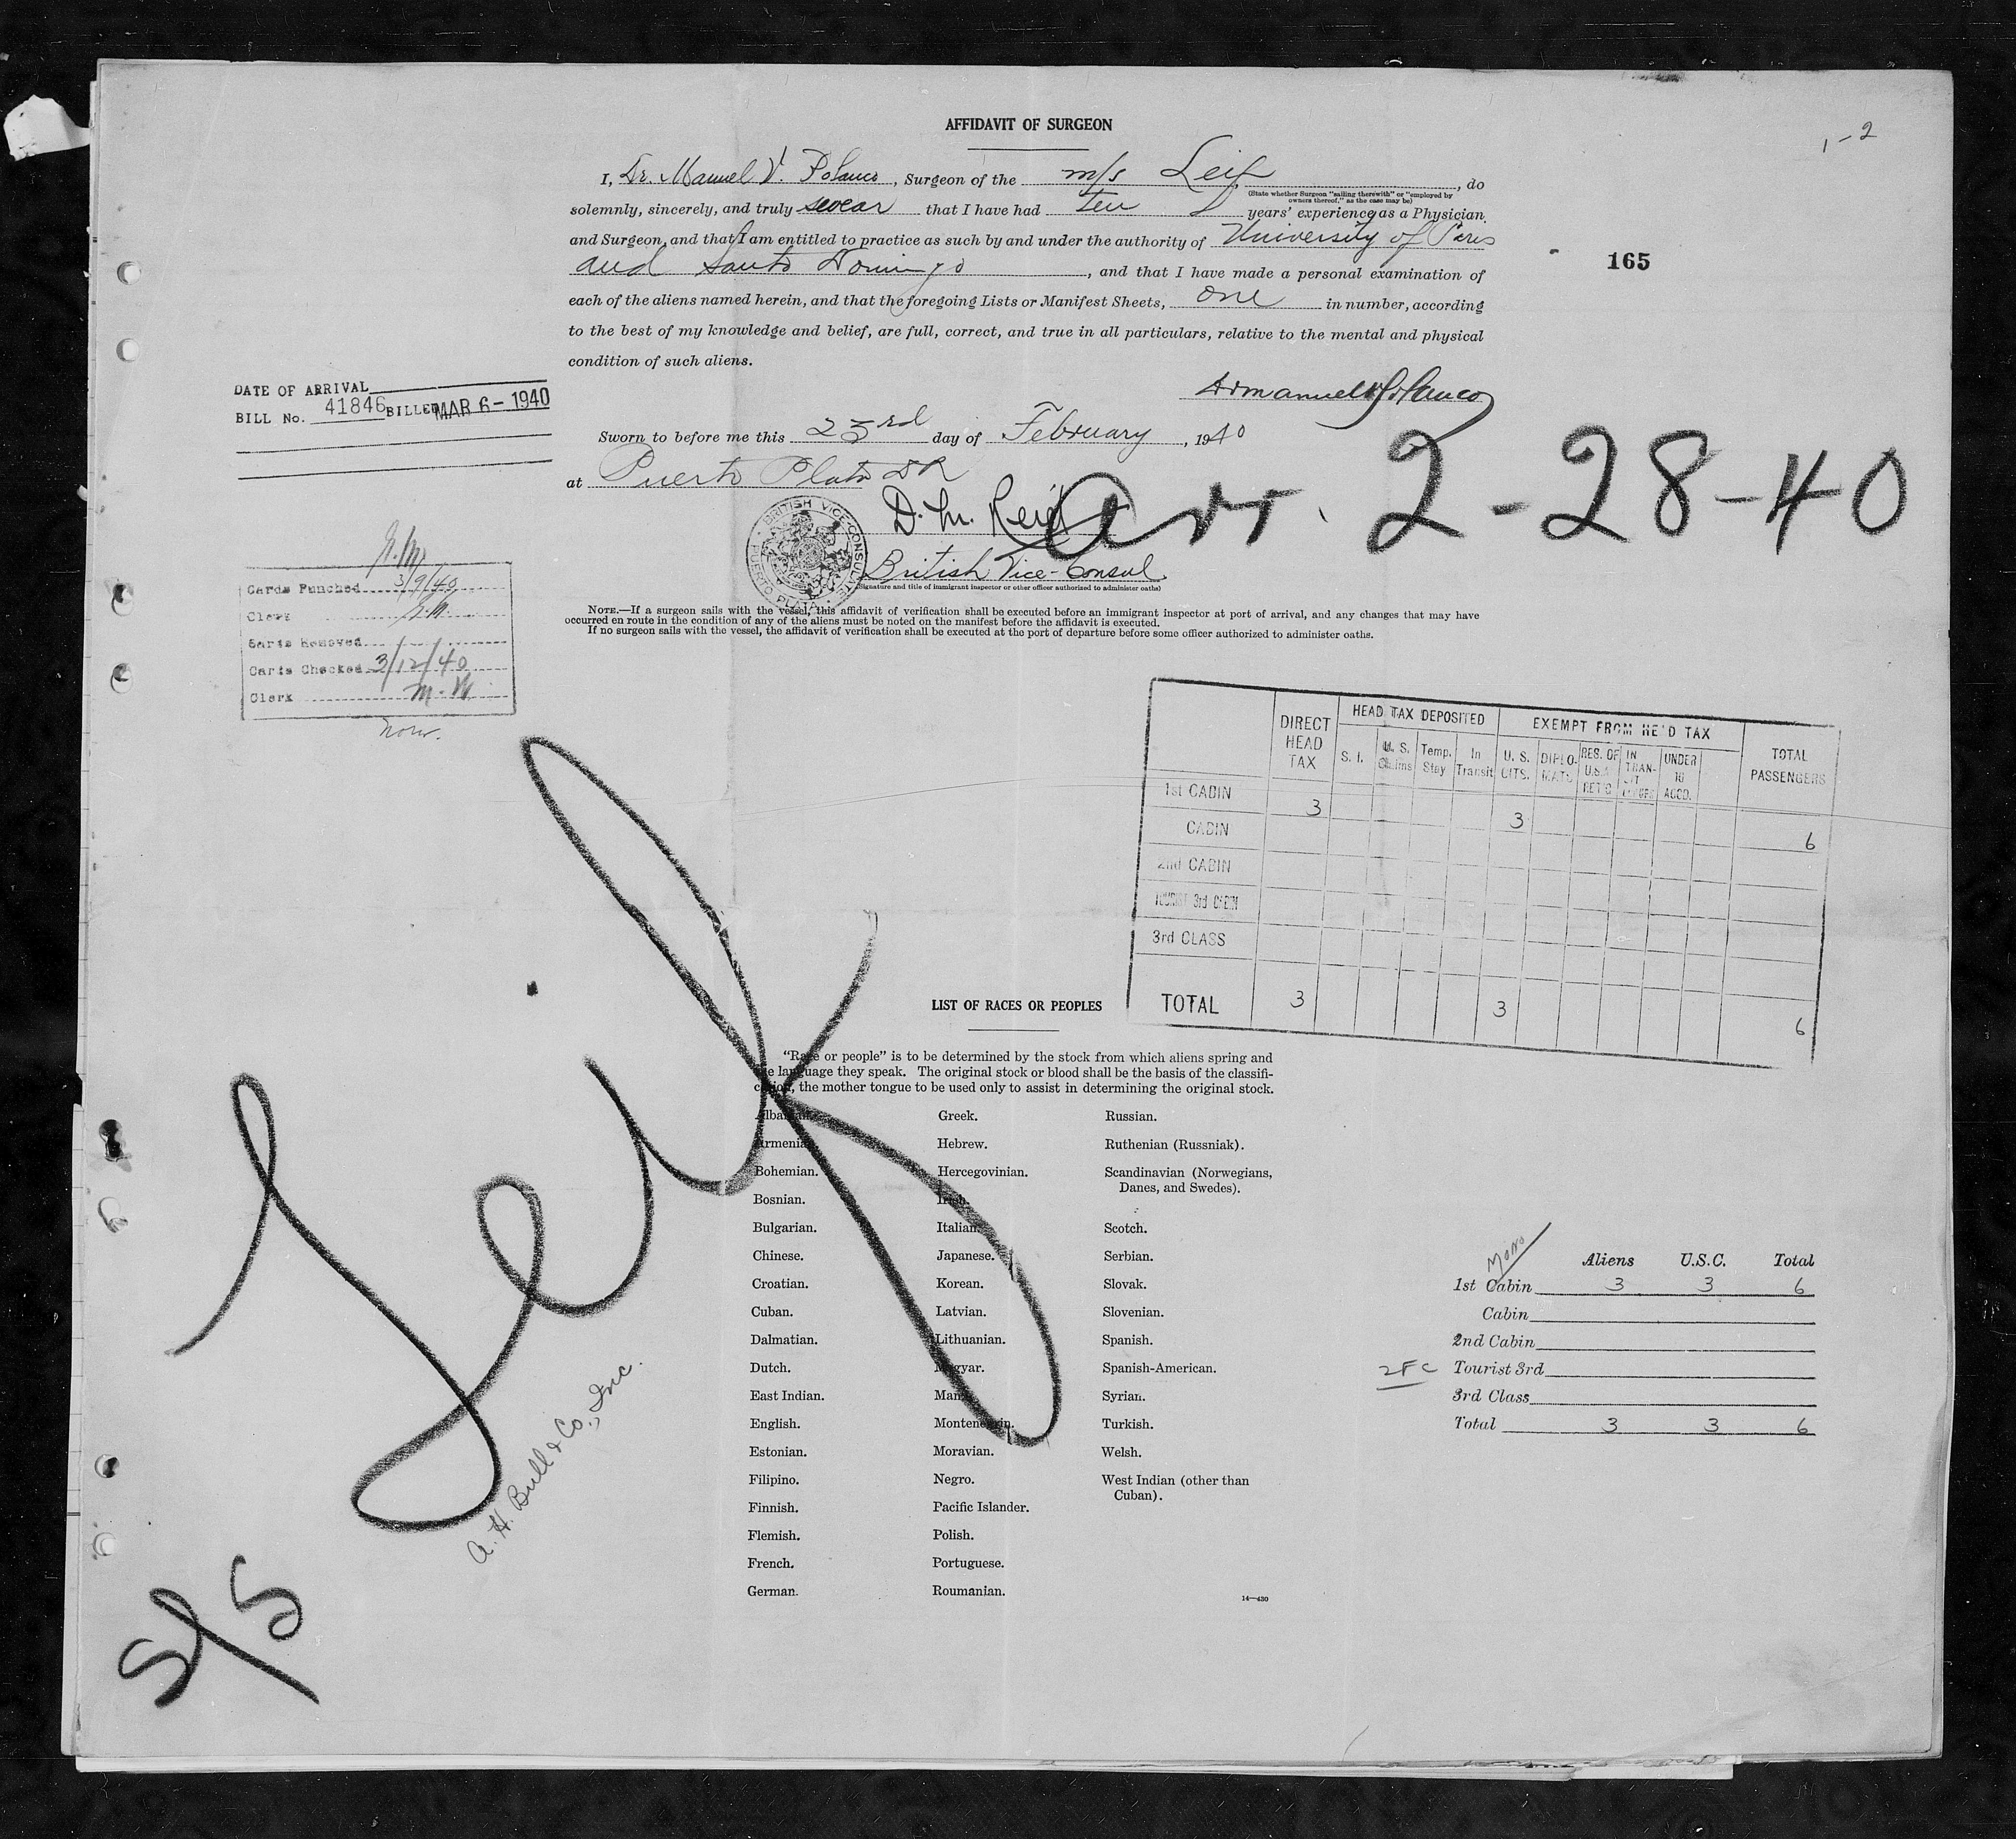 AFFIDAVIT OF SURGEON
1-2
I, Dr. Manuel V. Polanco, Surgeon of the m/s Leif, do
(State whether Surgeon "sailing therewith" or "employed by
owners thereof," as the case may be)
solemnly, sincerely, and truly swear that I have had ten years' experience as a Physician
and Surgeon, and that I am entitled to practice as such by and under the authority of University of Paris
and Santo Domingo, and that I have made a personal examination of
165
each of the aliens named herein, and that the foregoing Lists or Manifest Sheets, one in number, according
to the best of my knowledge and belief, are full, correct, and true in all particulars, relative to the mental and physical
condition of such aliens.
Dr Manuel V Polanco
DATE OF ARRIVAL
BILL No. 41846 BILLED MAR 6 - 1940
Sworn to before me this 23rd day of February, 1940
at Puerto Plata DR
arr. 2-28-40
D. M. Reid
British Vice-Consul
(Signature and title of immigrant inspector or other officer authorized to administer oaths)
BRITISH VICE-CONSULATE
PUERTO PLATA
Cards Punched 3/9/40
Clerk
Cards Removed
Cards Checked 3/12/40
Clerk M. W.
NOTE.—If a surgeon sails with the vessel, this affidavit of verification shall be executed before an immigrant inspector at port of arrival, and any changes that may have
occurred en route in the condition of any of the aliens must be noted on the manifest before the affidavit is executed.
If no surgeon sails with the vessel, the affidavit of verification shall be executed at the port of departure before some officer authorized to administer oaths.
DIRECT HEAD TAX
HEAD TAX DEPOSITED
EXEMPT FROM HEAD TAX
TOTAL PASSENGERS
S. I.
U. S. Claims
Temp. Stay
In Transit
U. S. CITS.
DIPLOMATS
RES. OF U.S.A. RET'G
IN TRANSIT
UNDER 16 ACCD.
1st CABIN 3 3 6
CABIN
2nd CABIN
TOURIST 3rd CABIN
3rd CLASS
TOTAL 3 3 6
S/S Leif
A. H. Bull & Co., Inc.
LIST OF RACES OR PEOPLES
"Race or people" is to be determined by the stock from which aliens spring and
the language they speak. The original stock or blood shall be the basis of the classifi-
cation, the mother tongue to be used only to assist in determining the original stock.
Albanian.
Armenian.
Bohemian.
Bosnian.
Bulgarian.
Chinese.
Croatian.
Cuban.
Dalmatian.
Dutch.
East Indian.
English.
Estonian.
Filipino.
Finnish.
Flemish.
French.
German.
Greek.
Hebrew.
Hercegovinian.
Irish.
Italian.
Japanese.
Korean.
Latvian.
Lithuanian.
Magyar.
Manx.
Montenegrin.
Moravian.
Negro.
Pacific Islander.
Polish.
Portuguese.
Roumanian.
Russian.
Ruthenian (Russniak).
Scandinavian (Norwegians,
Danes, and Swedes).
Scotch.
Serbian.
Slovak.
Slovenian.
Spanish.
Spanish-American.
Syrian.
Turkish.
Welsh.
West Indian (other than
Cuban).
14—430
Mono
Aliens U.S.C. Total
1st Cabin 3 3 6
Cabin
2nd Cabin
2FC Tourist 3rd
3rd Class
Total 3 3 6